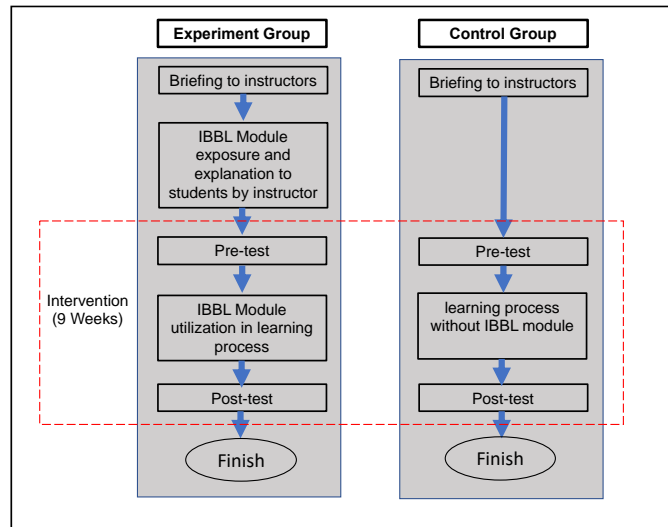 Experiment Group
Briefing to instructors
IBBL Module
exposure and
explanation to
students by instructor
Pre-test
IBBL Module
utilization in learning
process
Post-test
Finish
Control Group
Briefing to instructors
Pre-test
learning process
without IBBL module
Post-test
Finish
Intervention
(9 Weeks)